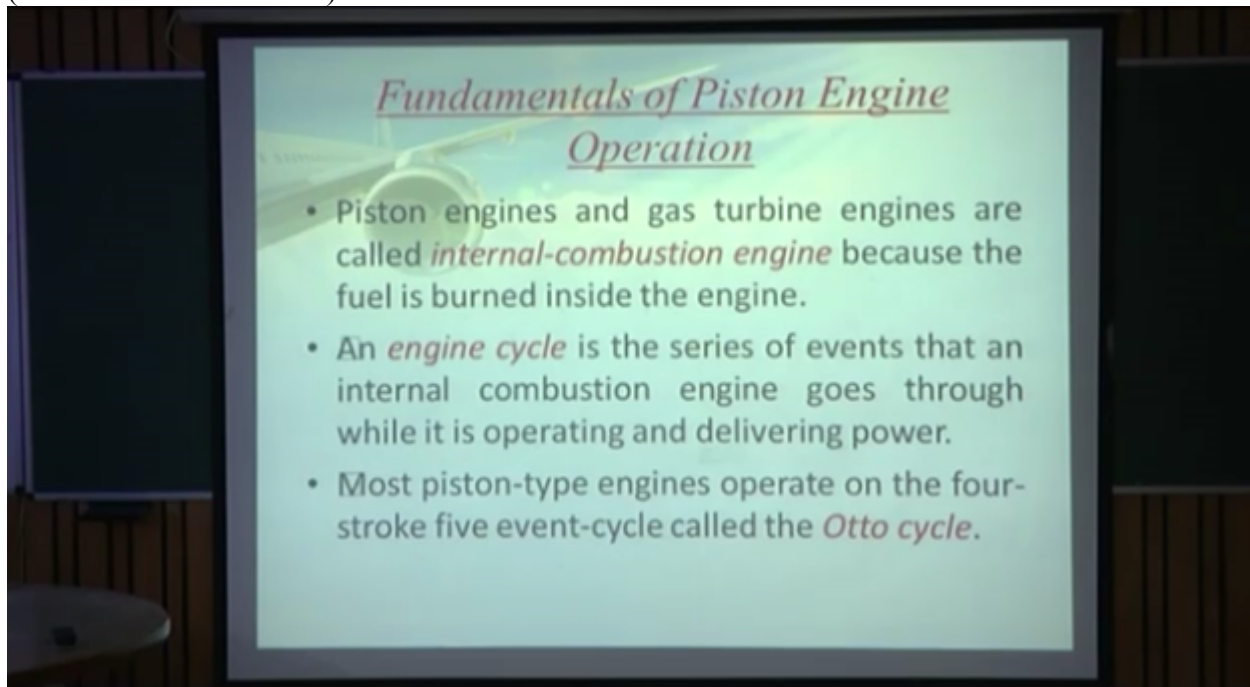 Fundamentals of Piston Engine
Operation
• Piston engines and gas turbine engines are
called internal-combustion engine because the
fuel is burned inside the engine.
• An engine cycle is the series of events that an
internal combustion engine goes through
while it is operating and delivering power.
• Most piston-type engines operate on the four-
stroke five event-cycle called the Otto cycle.